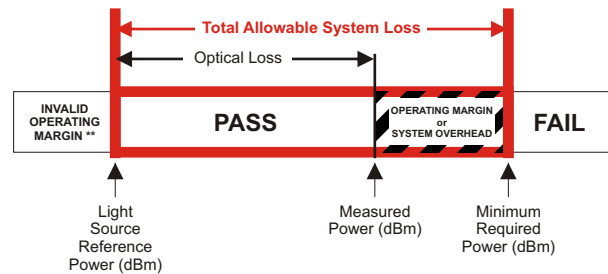 Total Allowable System Loss
Optical Loss
INVALID
OPERATING
MARGIN **
PASS
OPERATING MARGIN
or
SYSTEM OVERHEAD
FAIL
Light
Source
Reference
Power (dBm)
Measured
Power (dBm)
Minimum
Required
Power (dBm)